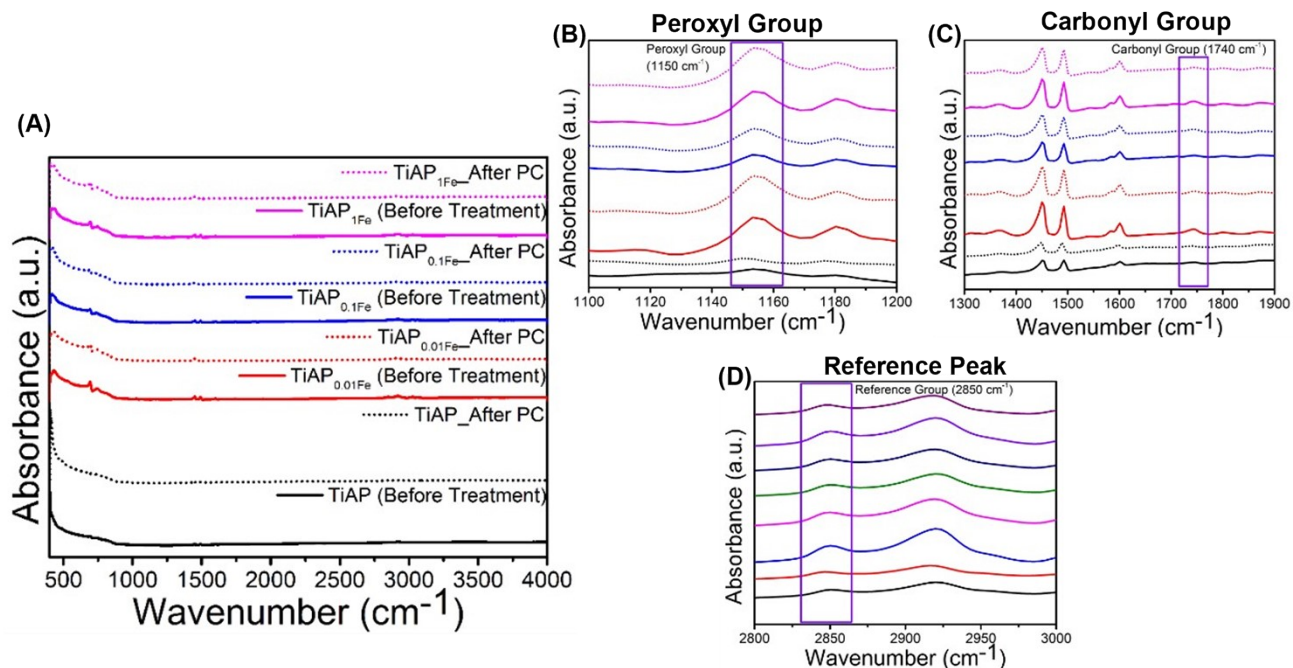 (A)
TiAP1Fe_After PC
TiAP1Fe (Before Treatment)
TiAP0.1Fe_After PC
TiAP0.1Fe (Before Treatment)
TiAP0.01Fe_After PC
TiAP0.01Fe (Before Treatment)
TiAP_After PC
TiAP (Before Treatment)
Absorbance (a.u.)
500 1000 1500 2000 2500 3000 3500 4000
Wavenumber (cm-1)
Peroxyl Group
(B)
Peroxyl Group
(1150 cm-1)
Absorbance (a.u.)
1100 1120 1140 1160 1180 1200
Wavenumber (cm-1)
Carbonyl Group
(C)
Carbonyl Group (1740 cm-1)
Absorbance (a.u.)
1300 1400 1500 1600 1700 1800 1900
Wavenumber (cm-1)
Reference Peak
(D)
Reference Group (2850 cm-1)
Absorbance (a.u.)
2800 2850 2900 2950 3000
Wavenumber (cm-1)